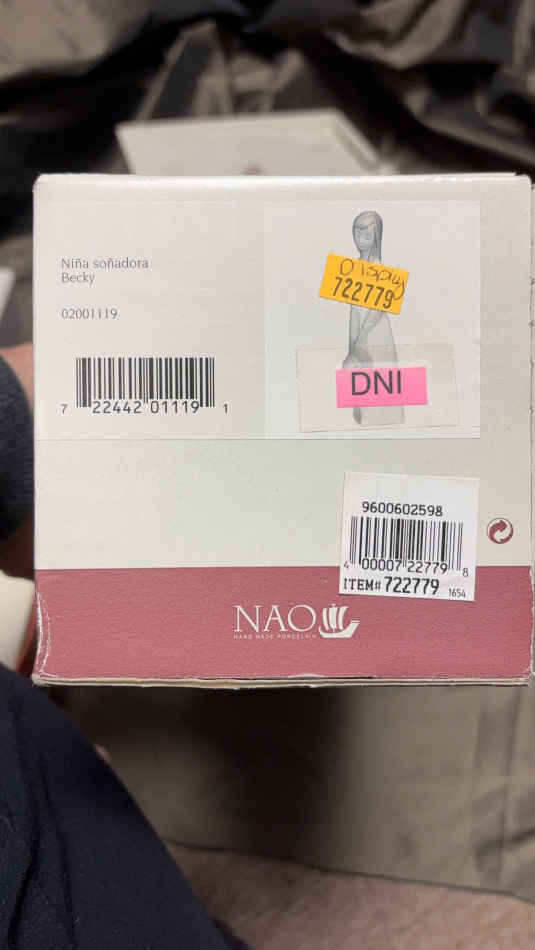 Niña soñadora
Becky
02001119
7 22442 01119 1
Display
722779
DNI
9600602598
4 00007 22779 8
ITEM# 722779 1654
NAO
HAND MADE PORCELAIN